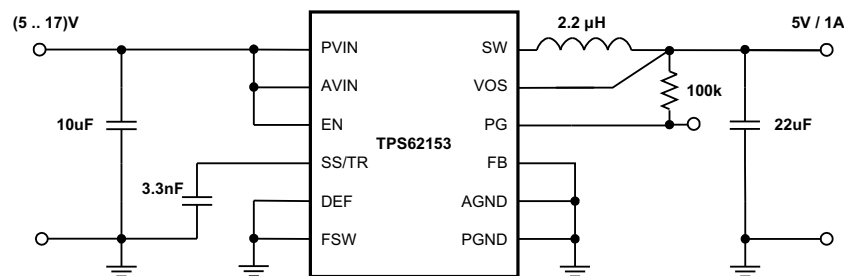 (5 .. 17)V
2.2 µH
5V / 1A
PVIN
SW
AVIN
VOS
100k
10uF
EN
PG
22uF
TPS62153
SS/TR
FB
3.3nF
DEF
AGND
FSW
PGND